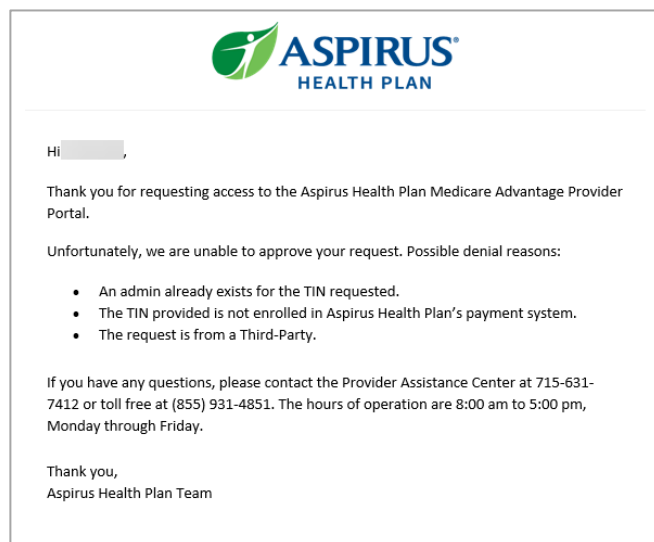 ASPIRUS®
HEALTH PLAN
Hi ,
Thank you for requesting access to the Aspirus Health Plan Medicare Advantage Provider
Portal.
Unfortunately, we are unable to approve your request. Possible denial reasons:
• An admin already exists for the TIN requested.
• The TIN provided is not enrolled in Aspirus Health Plan’s payment system.
• The request is from a Third-Party.
If you have any questions, please contact the Provider Assistance Center at 715-631-
7412 or toll free at (855) 931-4851. The hours of operation are 8:00 am to 5:00 pm,
Monday through Friday.
Thank you,
Aspirus Health Plan Team